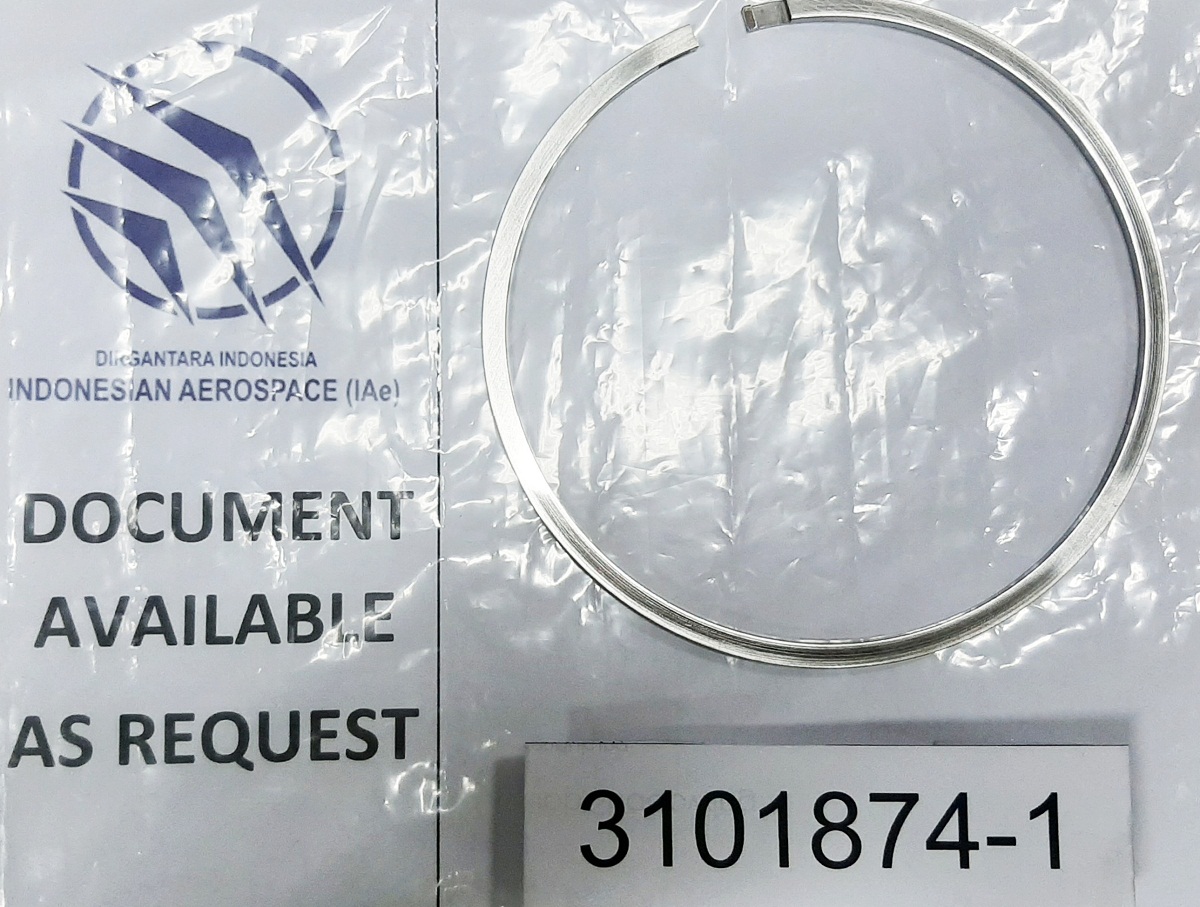 DIRGANTARA INDONESIA
INDONESIAN AEROSPACE (IAe)
DOCUMENT
AVAILABLE
AS REQUEST
3101874-1